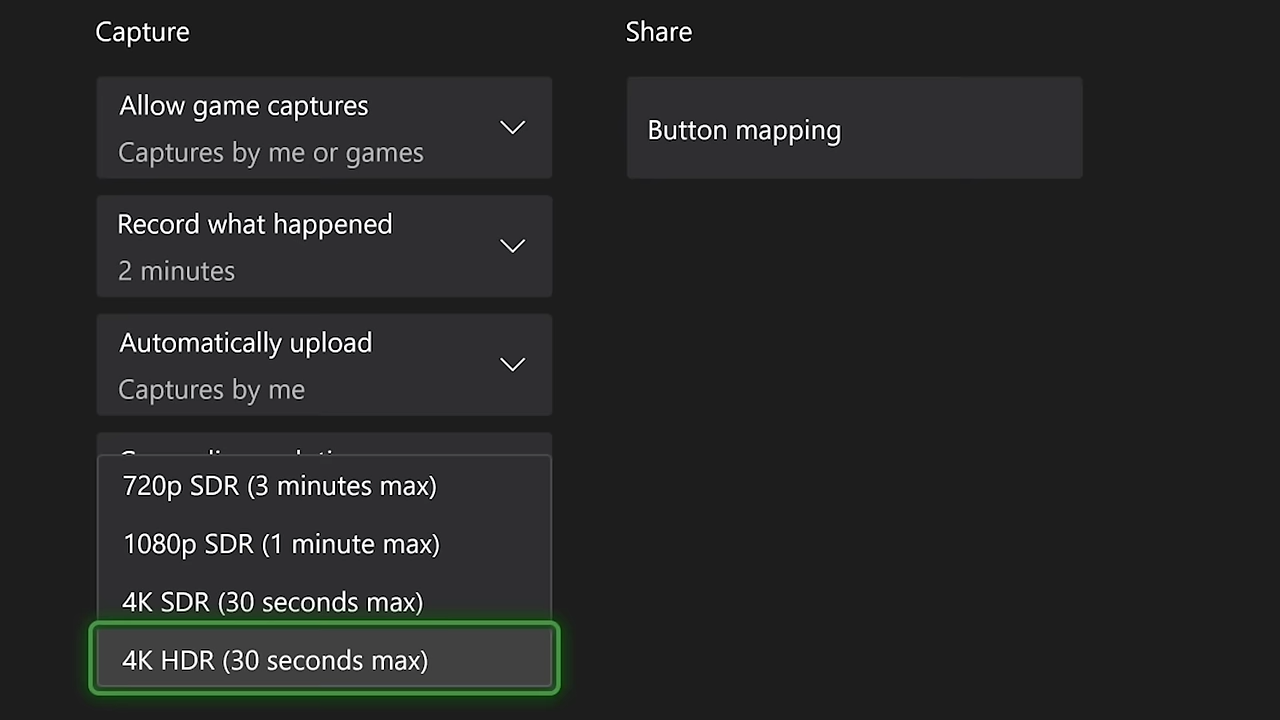 Capture
Allow game captures
Captures by me or games
Record what happened
2 minutes
Automatically upload
Captures by me
720p SDR (3 minutes max)
1080p SDR (1 minute max)
4K SDR (30 seconds max)
4K HDR (30 seconds max)
Share
Button mapping